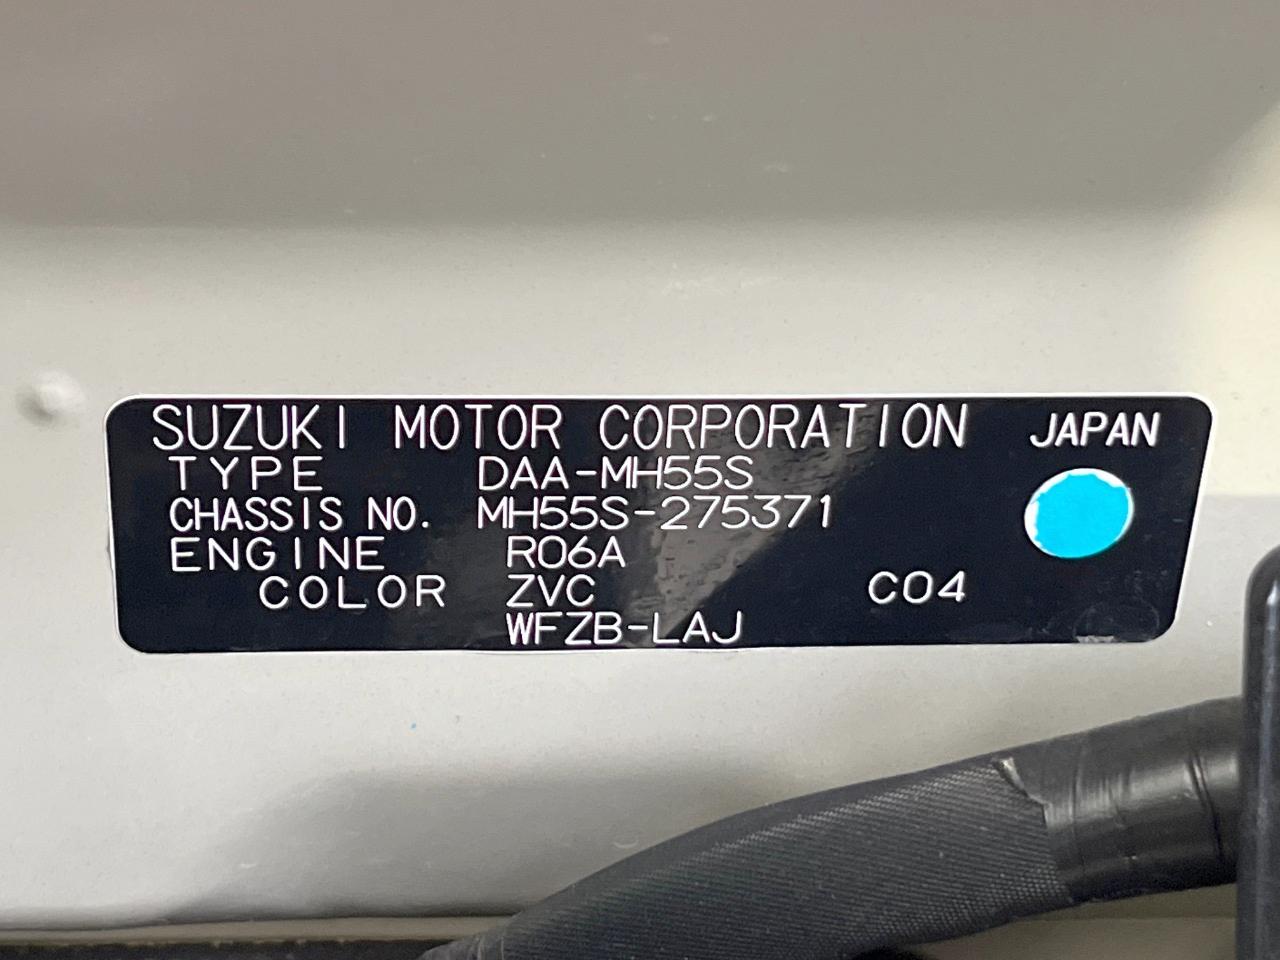 SUZUKI MOTOR CORPORATION JAPAN
TYPE DAA-MH55S
CHASSIS NO. MH55S-275371
ENGINE R06A
COLOR ZVC C04
WFZB-LAJ